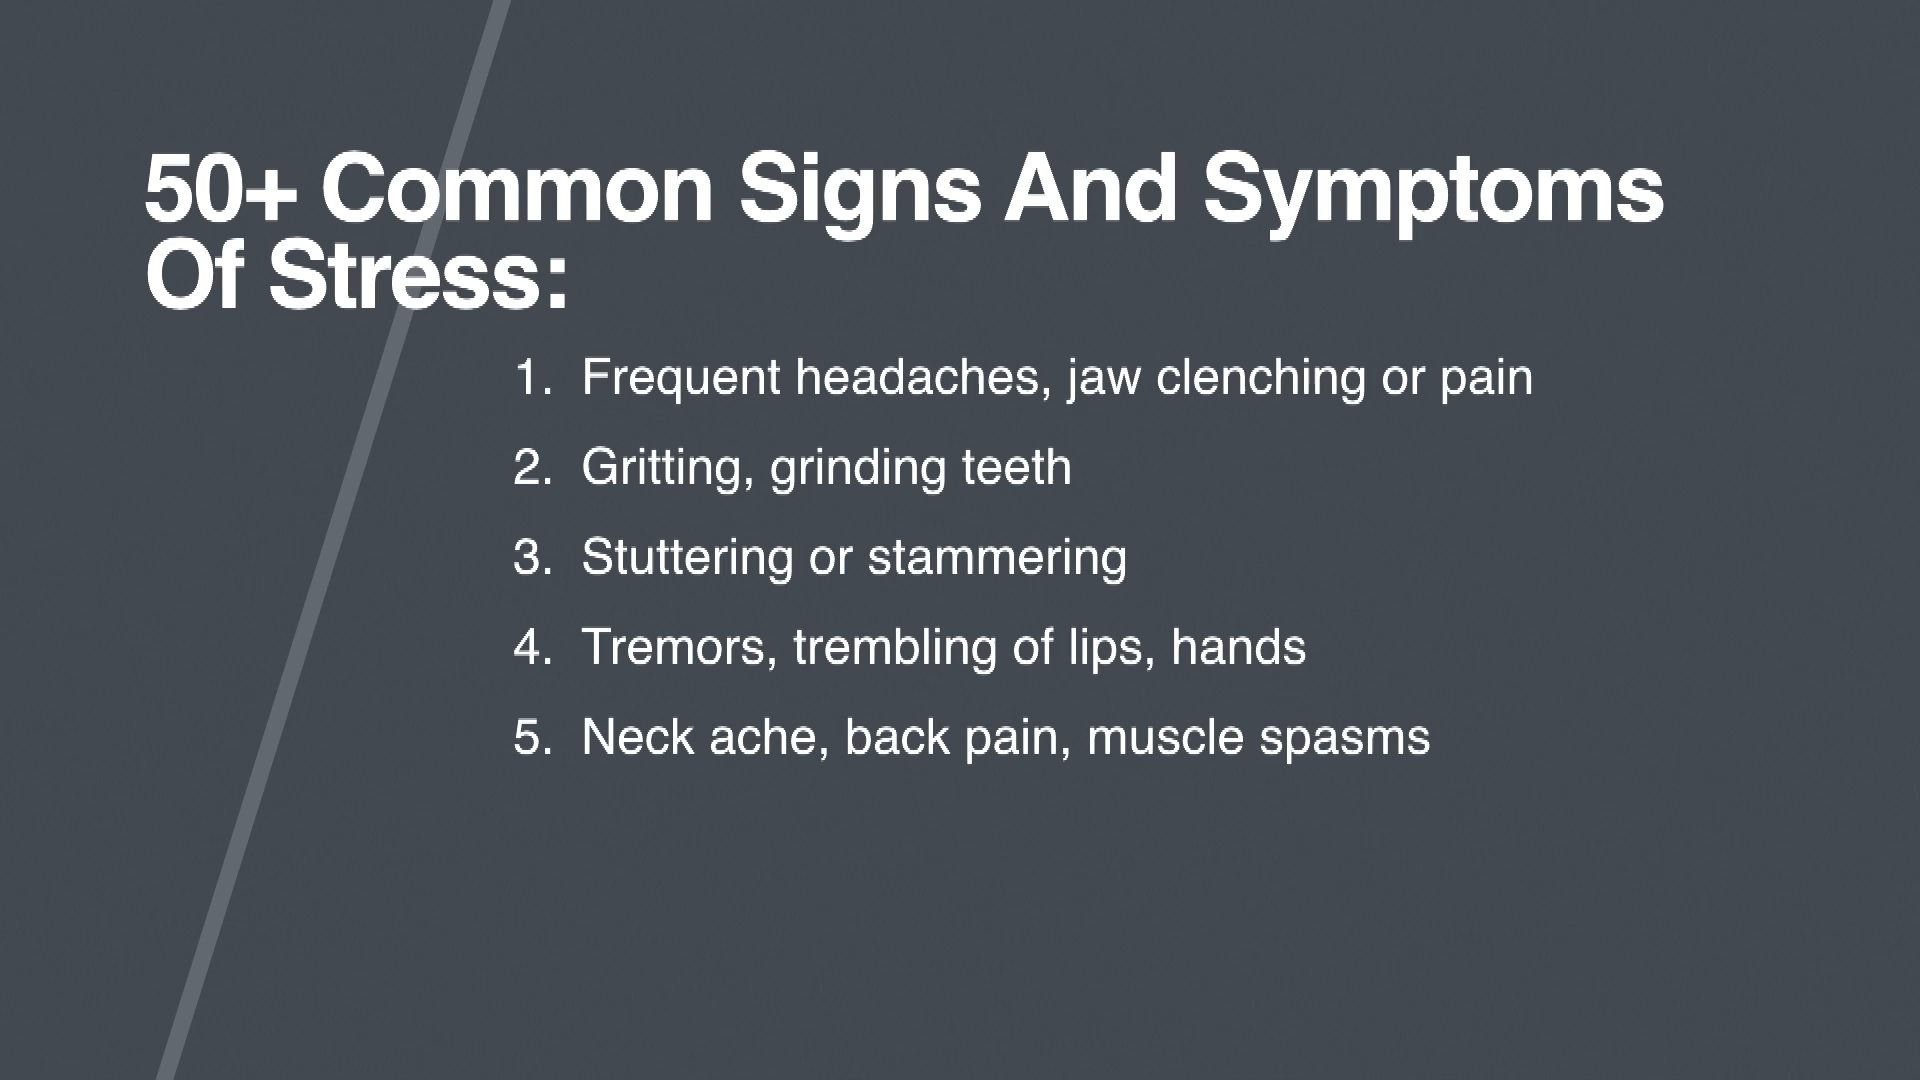 50+ Common Signs And Symptoms
Of Stress:
1. Frequent headaches, jaw clenching or pain
2. Gritting, grinding teeth
3. Stuttering or stammering
4. Tremors, trembling of lips, hands
5. Neck ache, back pain, muscle spasms